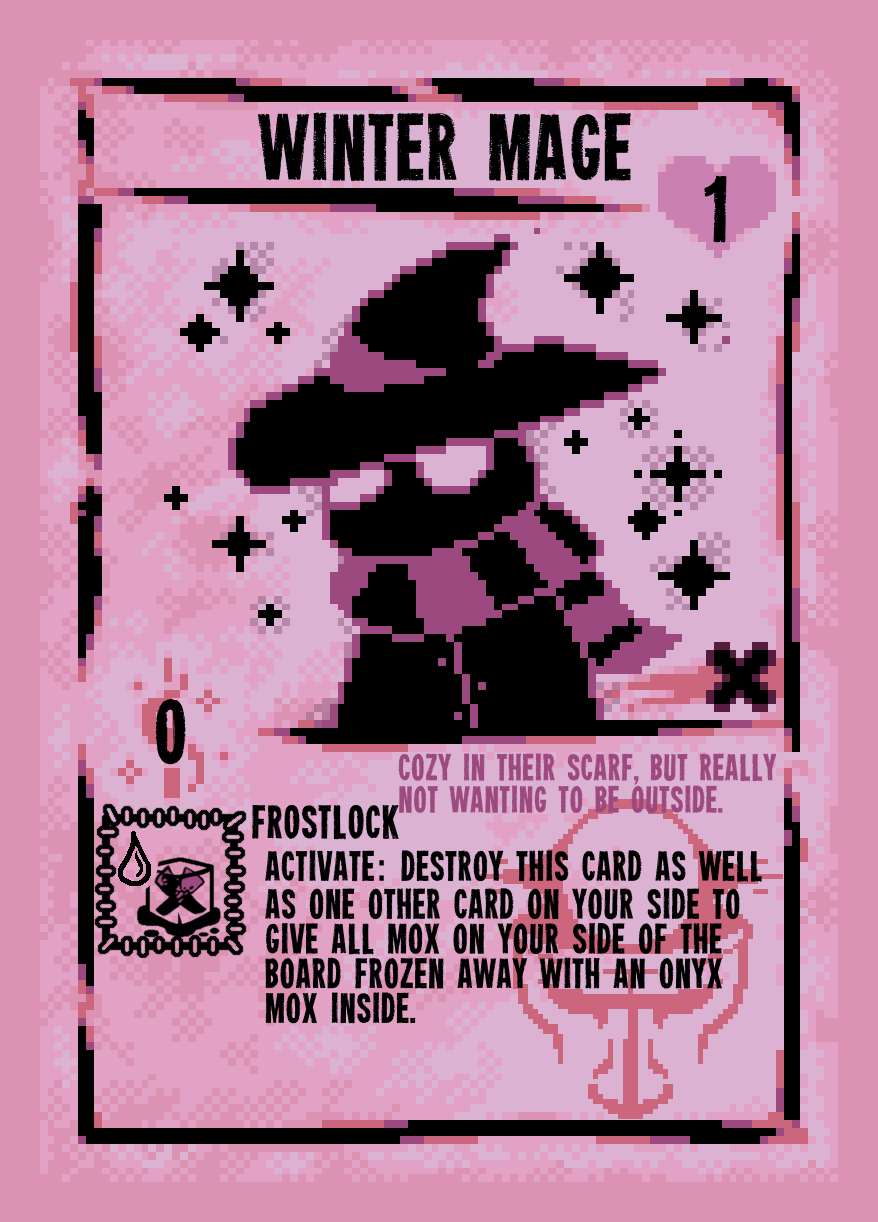 WINTER MAGE
1
0
COZY IN THEIR SCARF, BUT REALLY
NOT WANTING TO BE OUTSIDE.
FROSTLOCK
ACTIVATE: DESTROY THIS CARD AS WELL
AS ONE OTHER CARD ON YOUR SIDE TO
GIVE ALL MOX ON YOUR SIDE OF THE
BOARD FROZEN AWAY WITH AN ONYX
MOX INSIDE.